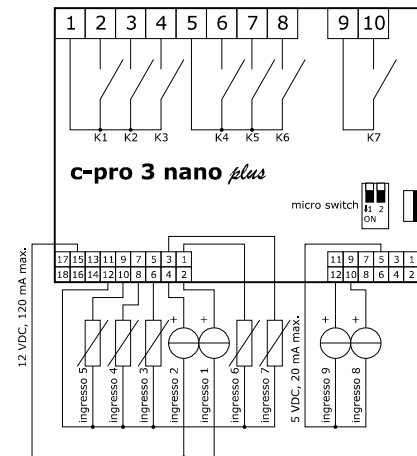 1 2 3 4 5 6 7 8 9 10
K1 K2 K3 K4 K5 K6 K7
c-pro 3 nano plus
micro switch
1 2
ON
17 15 13 11 9 7 5 3 1
18 16 14 12 10 8 6 4 2
11 9 7 5 3 1
12 10 8 6 4 2
12 VDC, 120 mA max.
+ +
ingresso 5
ingresso 4
ingresso 3
ingresso 2
ingresso 1
ingresso 6
ingresso 7
5 VDC, 20 mA max.
+ +
ingresso 9
ingresso 8